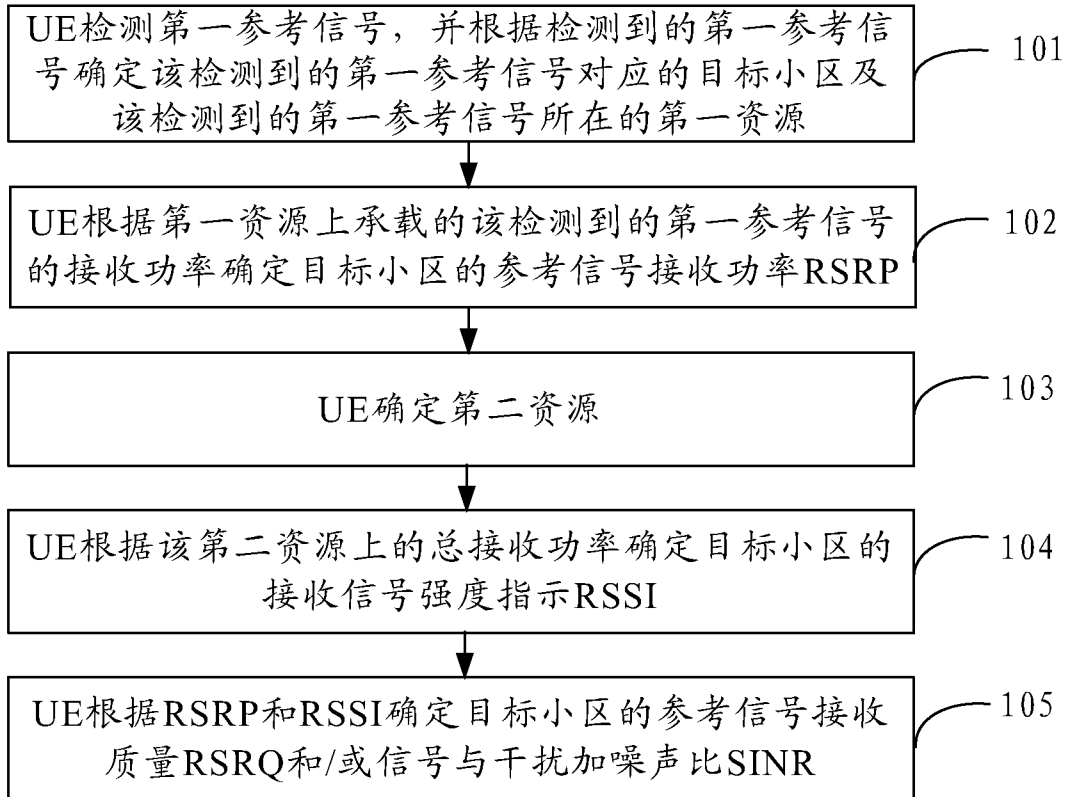 UE检测第一参考信号，并根据检测到的第一参考信
号确定该检测到的第一参考信号对应的目标小区及
该检测到的第一参考信号所在的第一资源
101
UE根据第一资源上承载的该检测到的第一参考信号
的接收功率确定目标小区的参考信号接收功率RSRP
102
UE确定第二资源
103
UE根据该第二资源上的总接收功率确定目标小区的
接收信号强度指示RSSI
104
UE根据RSRP和RSSI确定目标小区的参考信号接收
质量RSRQ和/或信号与干扰加噪声比SINR
105